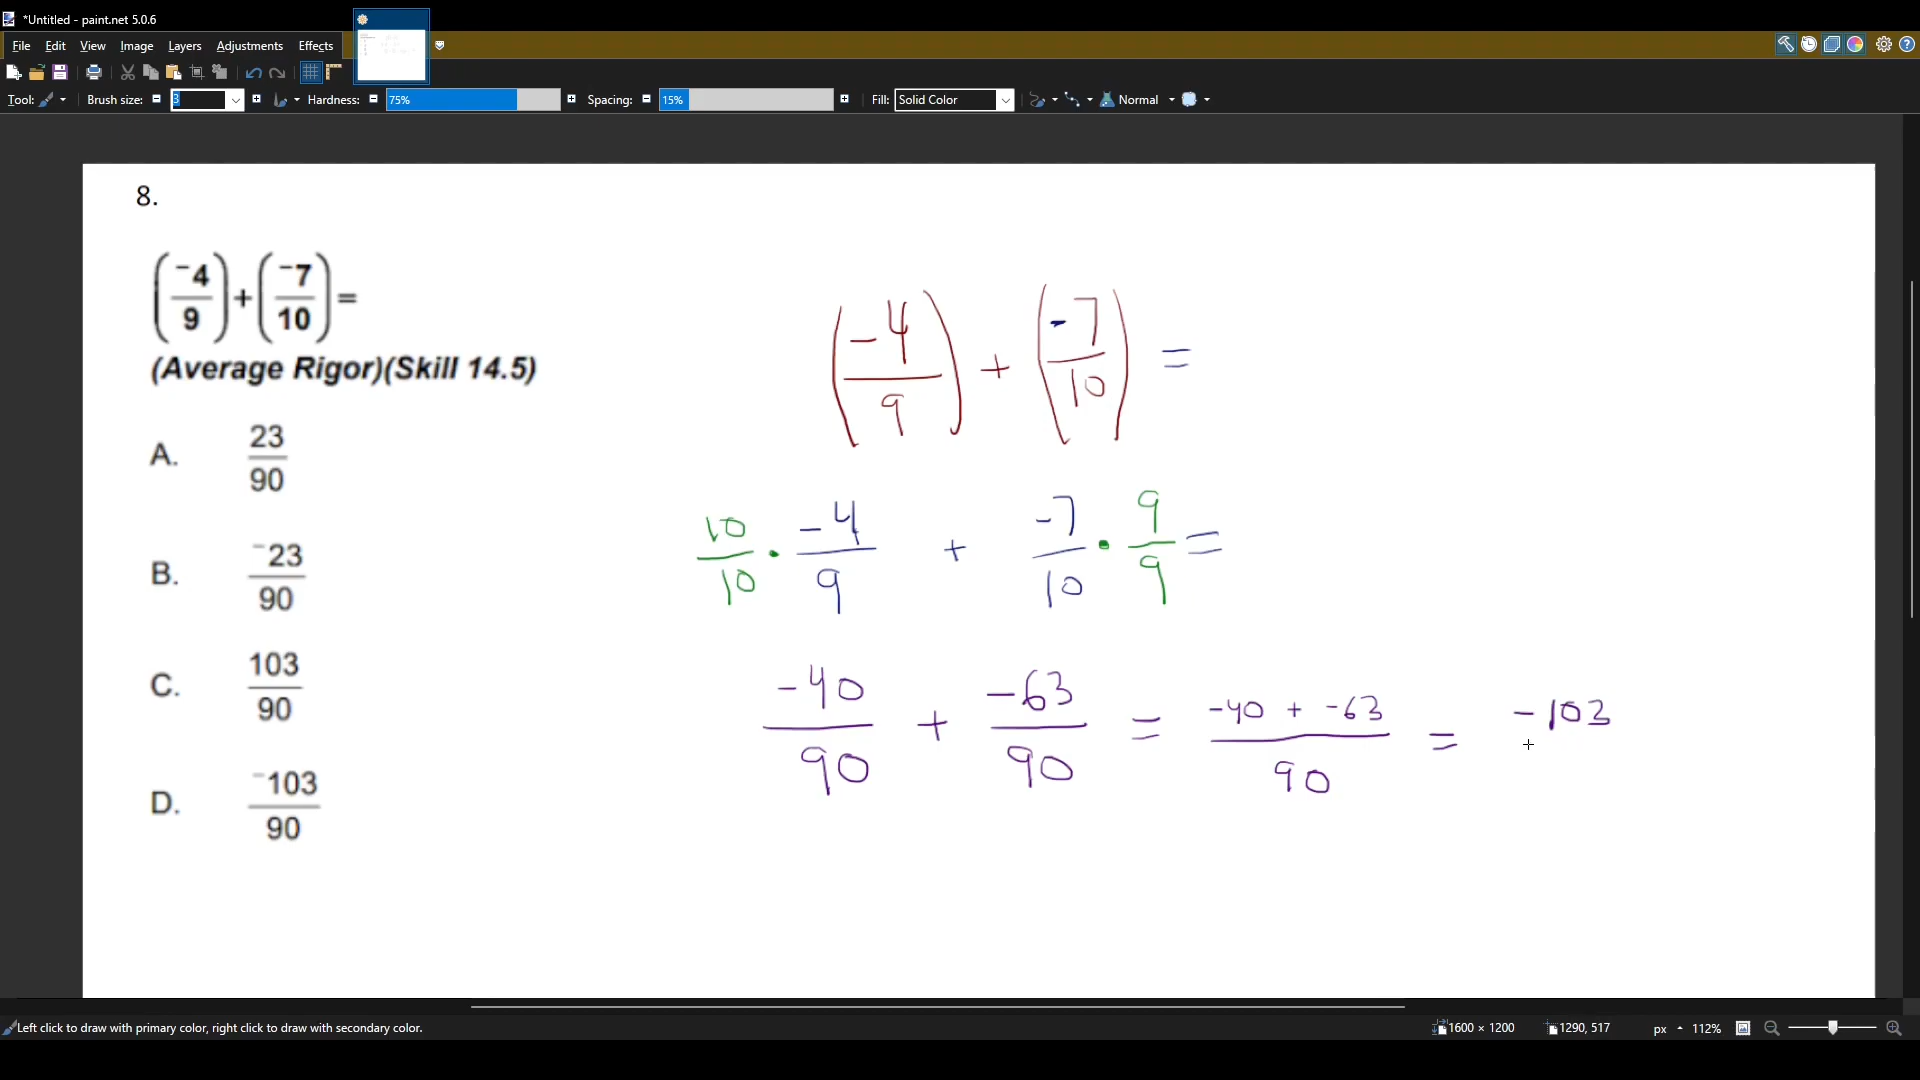 *Untitled - paint.net 5.0.6
File Edit View Image Layers Adjustments Effects
Tool: Brush size: 3 Hardness: 75% Spacing: 15% Fill: Solid Color Normal
8.
(⁻4/9) + (⁻7/10) =
(Average Rigor)(Skill 14.5)
A. 23/90
B. ⁻23/90
C. 103/90
D. ⁻103/90
(-4/9) + (-7/10) =
10/10 · -4/9 + -7/10 · 9/9 =
-40/90 + -63/90 = -40 + -63/90 = -103
Left click to draw with primary color, right click to draw with secondary color. 1600 × 1200 1290, 517 px 112%